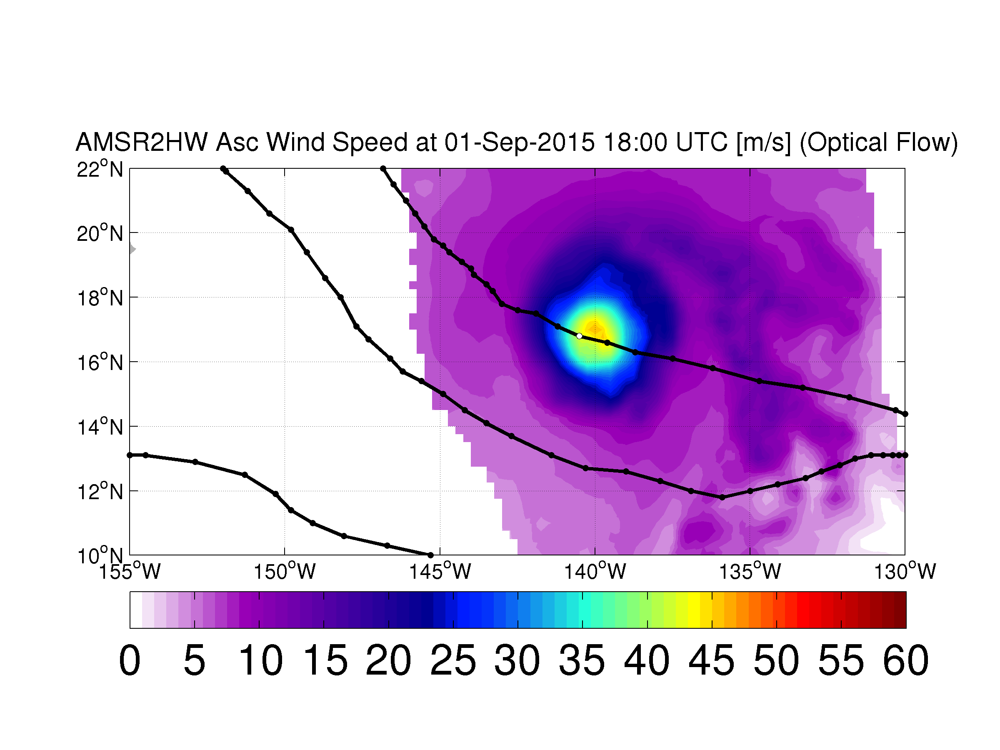 AMSR2HW Asc Wind Speed at 01-Sep-2015 18:00 UTC [m/s] (Optical Flow)
22°N
20°N
18°N
16°N
14°N
12°N
10°N
155°W 150°W 145°W 140°W 135°W 130°W
0 5 10 15 20 25 30 35 40 45 50 55 60